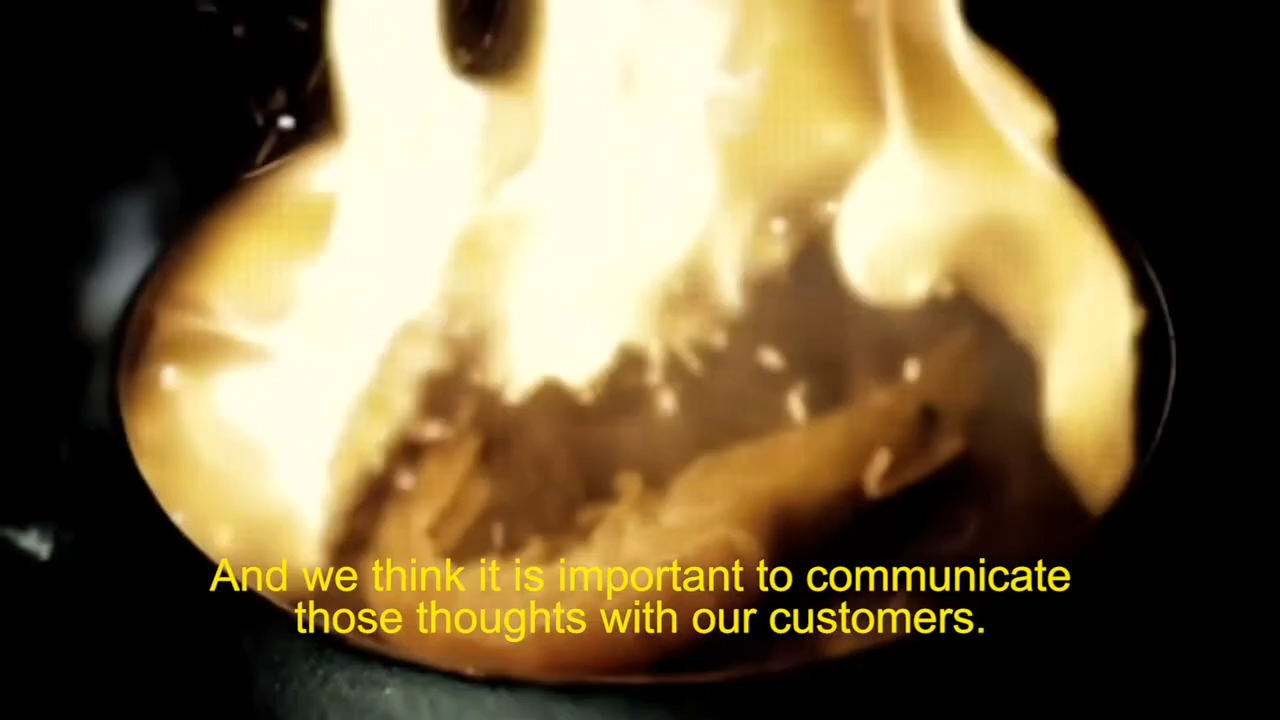 And we think it is important to communicate
those thoughts with our customers.